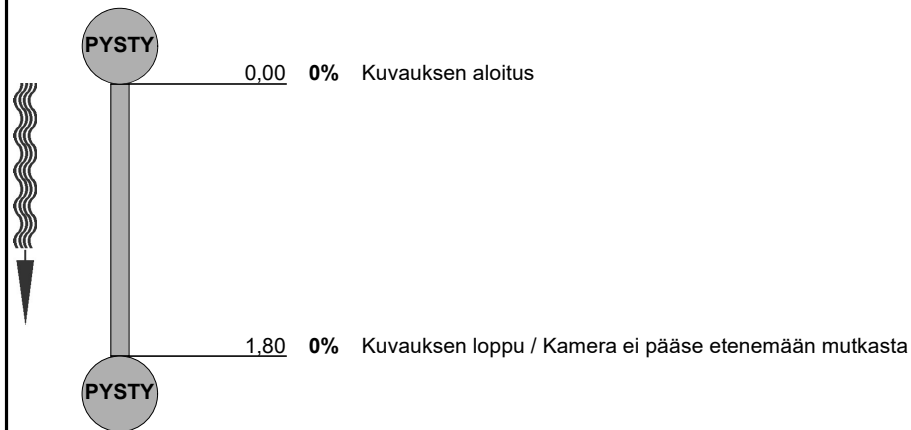 PYSTY
0,00 0% Kuvauksen aloitus
1,80 0% Kuvauksen loppu / Kamera ei pääse etenemään mutkasta
PYSTY